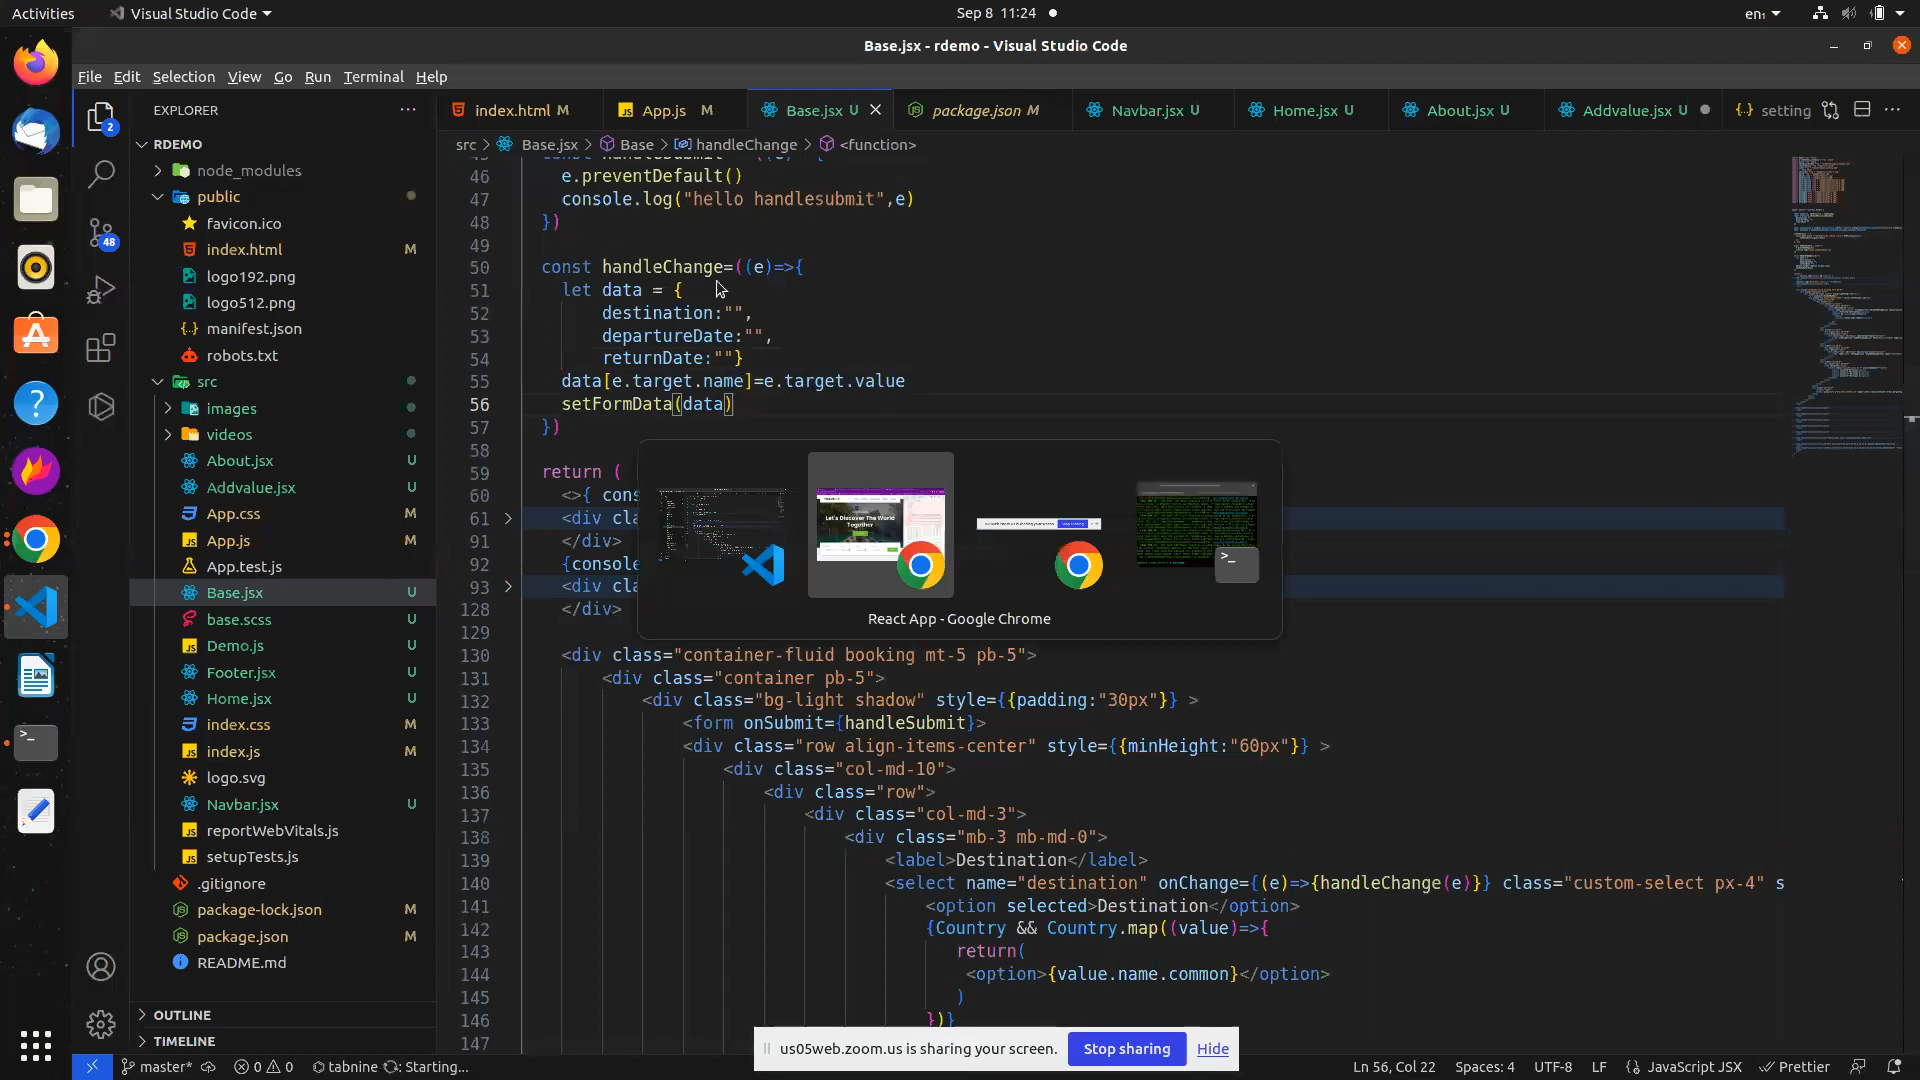 Activities
Visual Studio Code
Sep 8 11:24
en₁
Base.jsx - rdemo - Visual Studio Code
File Edit Selection View Go Run Terminal Help
EXPLORER
index.html M
App.js M
Base.jsx U
package.json M
Navbar.jsx U
Home.jsx U
About.jsx U
Addvalue.jsx U
setting
src > Base.jsx > Base > handleChange > <function>
2
48
RDEMO
node_modules
public
favicon.ico
index.html M
logo192.png
logo512.png
manifest.json
robots.txt
src
images
videos
About.jsx U
Addvalue.jsx U
App.css M
App.js M
App.test.js
Base.jsx U
base.scss U
Demo.js U
Footer.jsx U
Home.jsx U
index.css M
index.js M
logo.svg
Navbar.jsx U
reportWebVitals.js
setupTests.js
.gitignore
package-lock.json M
package.json M
README.md
OUTLINE
TIMELINE
46 e.preventDefault()
47 console.log("hello handlesubmit",e)
48 })
49
50 const handleChange=((e)=>{
51 let data = {
52 destination:"",
53 departureDate:"",
54 returnDate:""}
55 data[e.target.name]=e.target.value
56 setFormData(data)
57 })
58
59 return (
60 <>{ cons
61 <div cla
91 </div>
92 {console
93 <div cla
128 </div>
129
130 <div class="container-fluid booking mt-5 pb-5">
131 <div class="container pb-5">
132 <div class="bg-light shadow" style={{padding:"30px"}} >
133 <form onSubmit={handleSubmit}>
134 <div class="row align-items-center" style={{minHeight:"60px"}} >
135 <div class="col-md-10">
136 <div class="row">
137 <div class="col-md-3">
138 <div class="mb-3 mb-md-0">
139 <label>Destination</label>
140 <select name="destination" onChange={(e)=>{handleChange(e)}} class="custom-select px-4" s
141 <option selected>Destination</option>
142 {Country && Country.map((value)=>{
143 return(
144 <option>{value.name.common}</option>
145 )
146 })}
147
Let's Discover The World Together
React App - Google Chrome
us05web.zoom.us is sharing your screen. Stop sharing Hide
master* 0 0 tabnine : Starting...
Ln 56, Col 22 Spaces: 4 UTF-8 LF JavaScript JSX Prettier